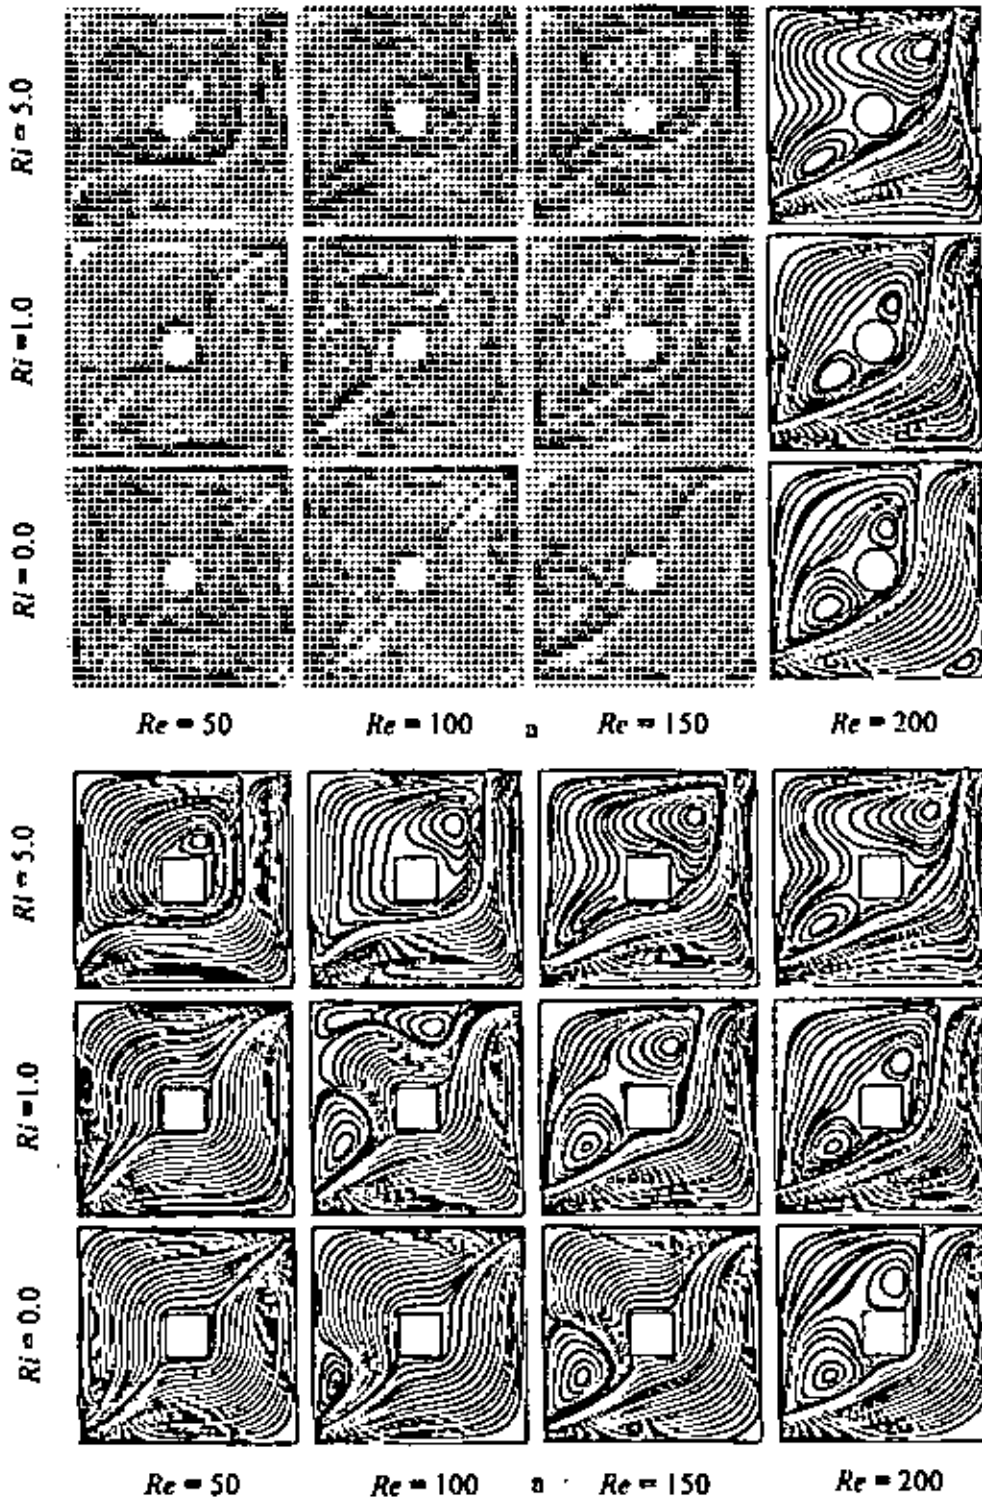 Ri = 5.0
Ri = 1.0
Ri = 0.0
Re = 50 Re = 100 a Re = 150 Re = 200
Ri = 5.0
Ri = 1.0
Ri = 0.0
Re = 50 Re = 100 a Re = 150 Re = 200